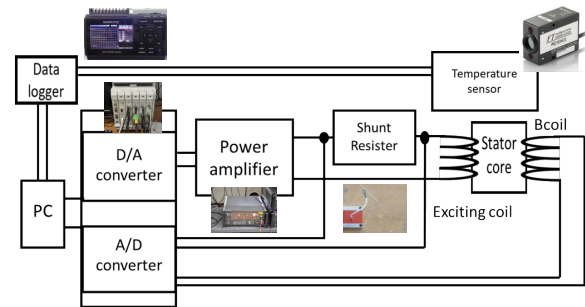 Data
logger
Temperature
sensor
D/A
converter
Power
amplifier
Shunt
Resister
Stator
core
Bcoil
PC
Exciting coil
A/D
converter